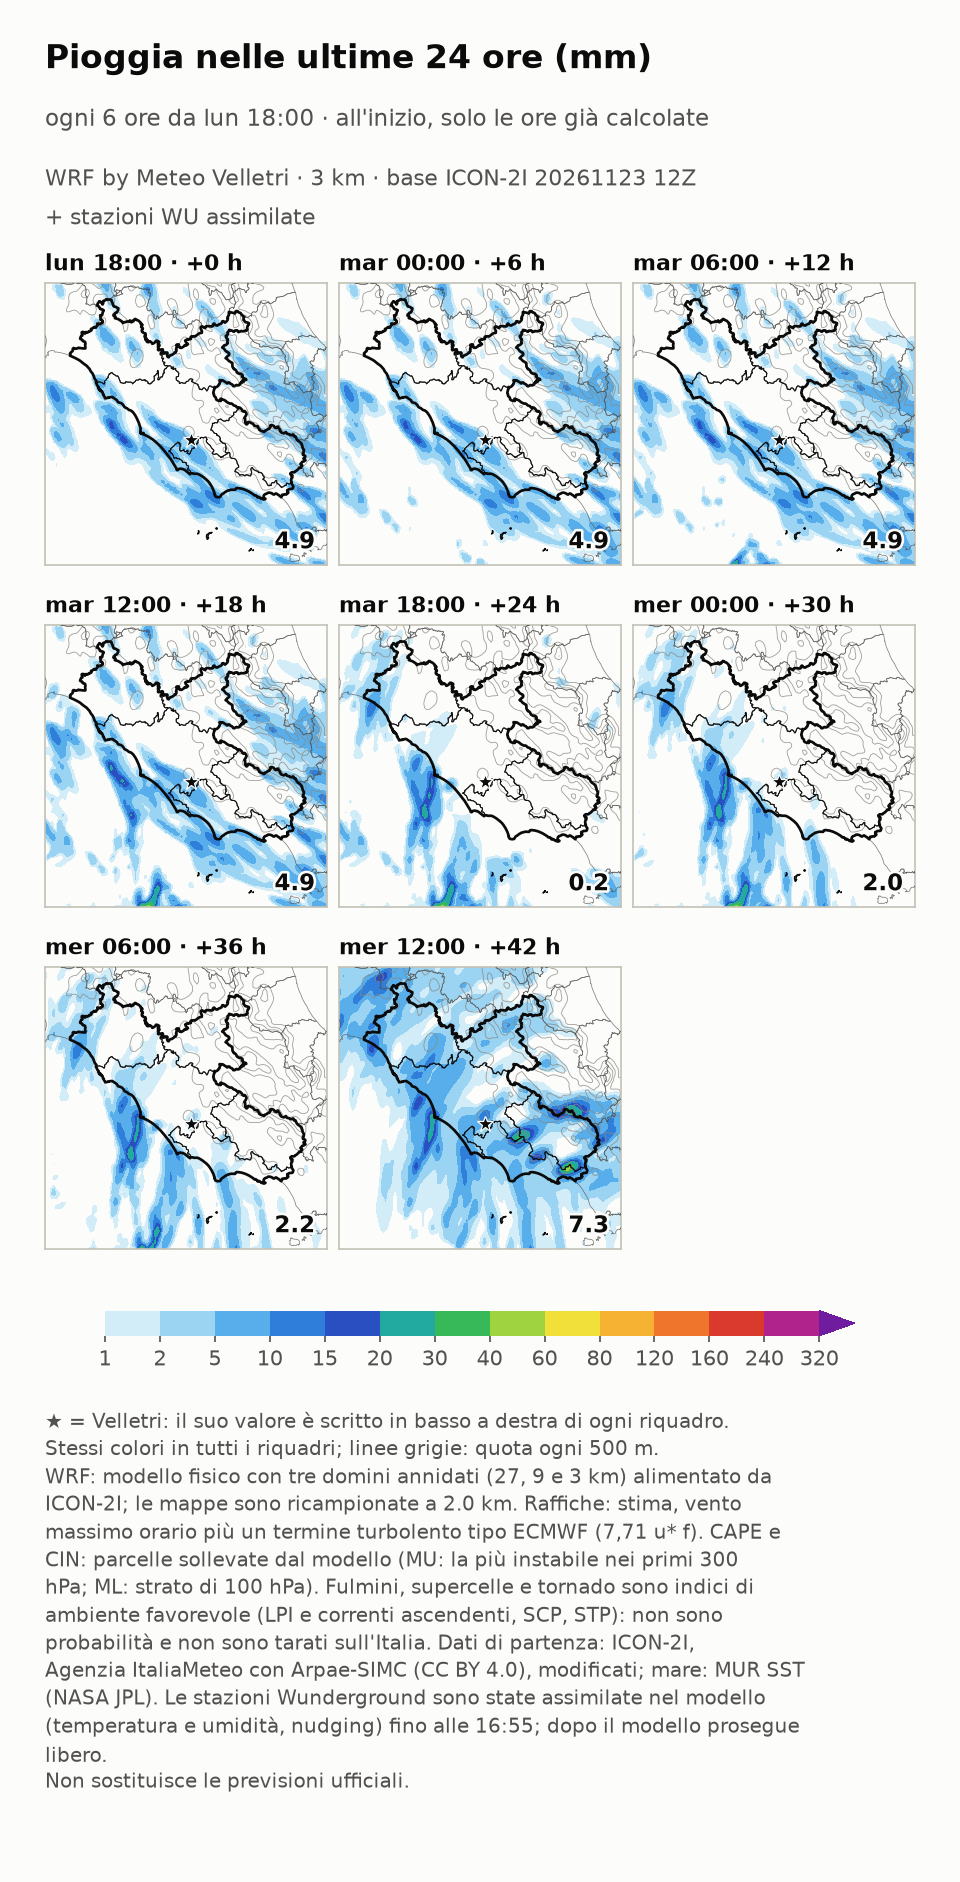 Pioggia nelle ultime 24 ore (mm)
ogni 6 ore da lun 18:00 · all'inizio, solo le ore già calcolate
WRF by Meteo Velletri · 3 km · base ICON-2I 20261123 12Z
+ stazioni WU assimilate
lun 18:00 · +0 h
mar 00:00 · +6 h
mar 06:00 · +12 h
4.9
4.9
4.9
mar 12:00 · +18 h
mar 18:00 · +24 h
mer 00:00 · +30 h
4.9
0.2
2.0
mer 06:00 · +36 h
mer 12:00 · +42 h
2.2
7.3
1 2 5 10 15 20 30 40 60 80 120 160 240 320
★ = Velletri: il suo valore è scritto in basso a destra di ogni riquadro.
Stessi colori in tutti i riquadri; linee grigie: quota ogni 500 m.
WRF: modello fisico con tre domini annidati (27, 9 e 3 km) alimentato da
ICON-2I; le mappe sono ricampionate a 2.0 km. Raffiche: stima, vento
massimo orario più un termine turbolento tipo ECMWF (7,71 u* f). CAPE e
CIN: parcelle sollevate dal modello (MU: la più instabile nei primi 300
hPa; ML: strato di 100 hPa). Fulmini, supercelle e tornado sono indici di
ambiente favorevole (LPI e correnti ascendenti, SCP, STP): non sono
probabilità e non sono tarati sull'Italia. Dati di partenza: ICON-2I,
Agenzia ItaliaMeteo con Arpae-SIMC (CC BY 4.0), modificati; mare: MUR SST
(NASA JPL). Le stazioni Wunderground sono state assimilate nel modello
(temperatura e umidità, nudging) fino alle 16:55; dopo il modello prosegue
libero.
Non sostituisce le previsioni ufficiali.